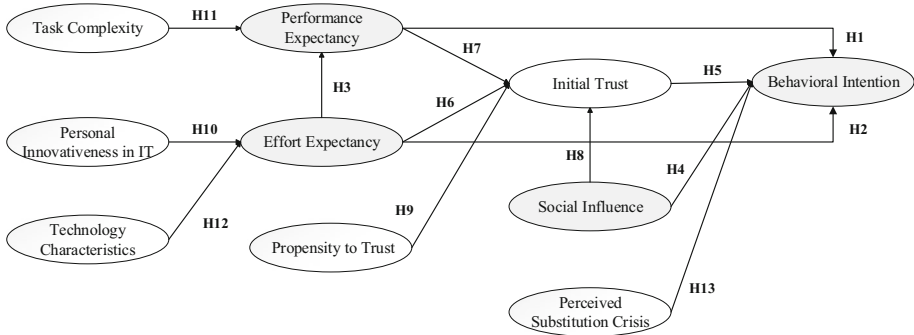 Task Complexity
H11
Performance
Expectancy
H7
H1
H3
Initial Trust
H5
Behavioral Intention
H6
Personal
Innovativeness in IT
H10
Effort Expectancy
H2
H8
H4
H12
H9
Social Influence
Technology
Characteristics
Propensity to Trust
H13
Perceived
Substitution Crisis